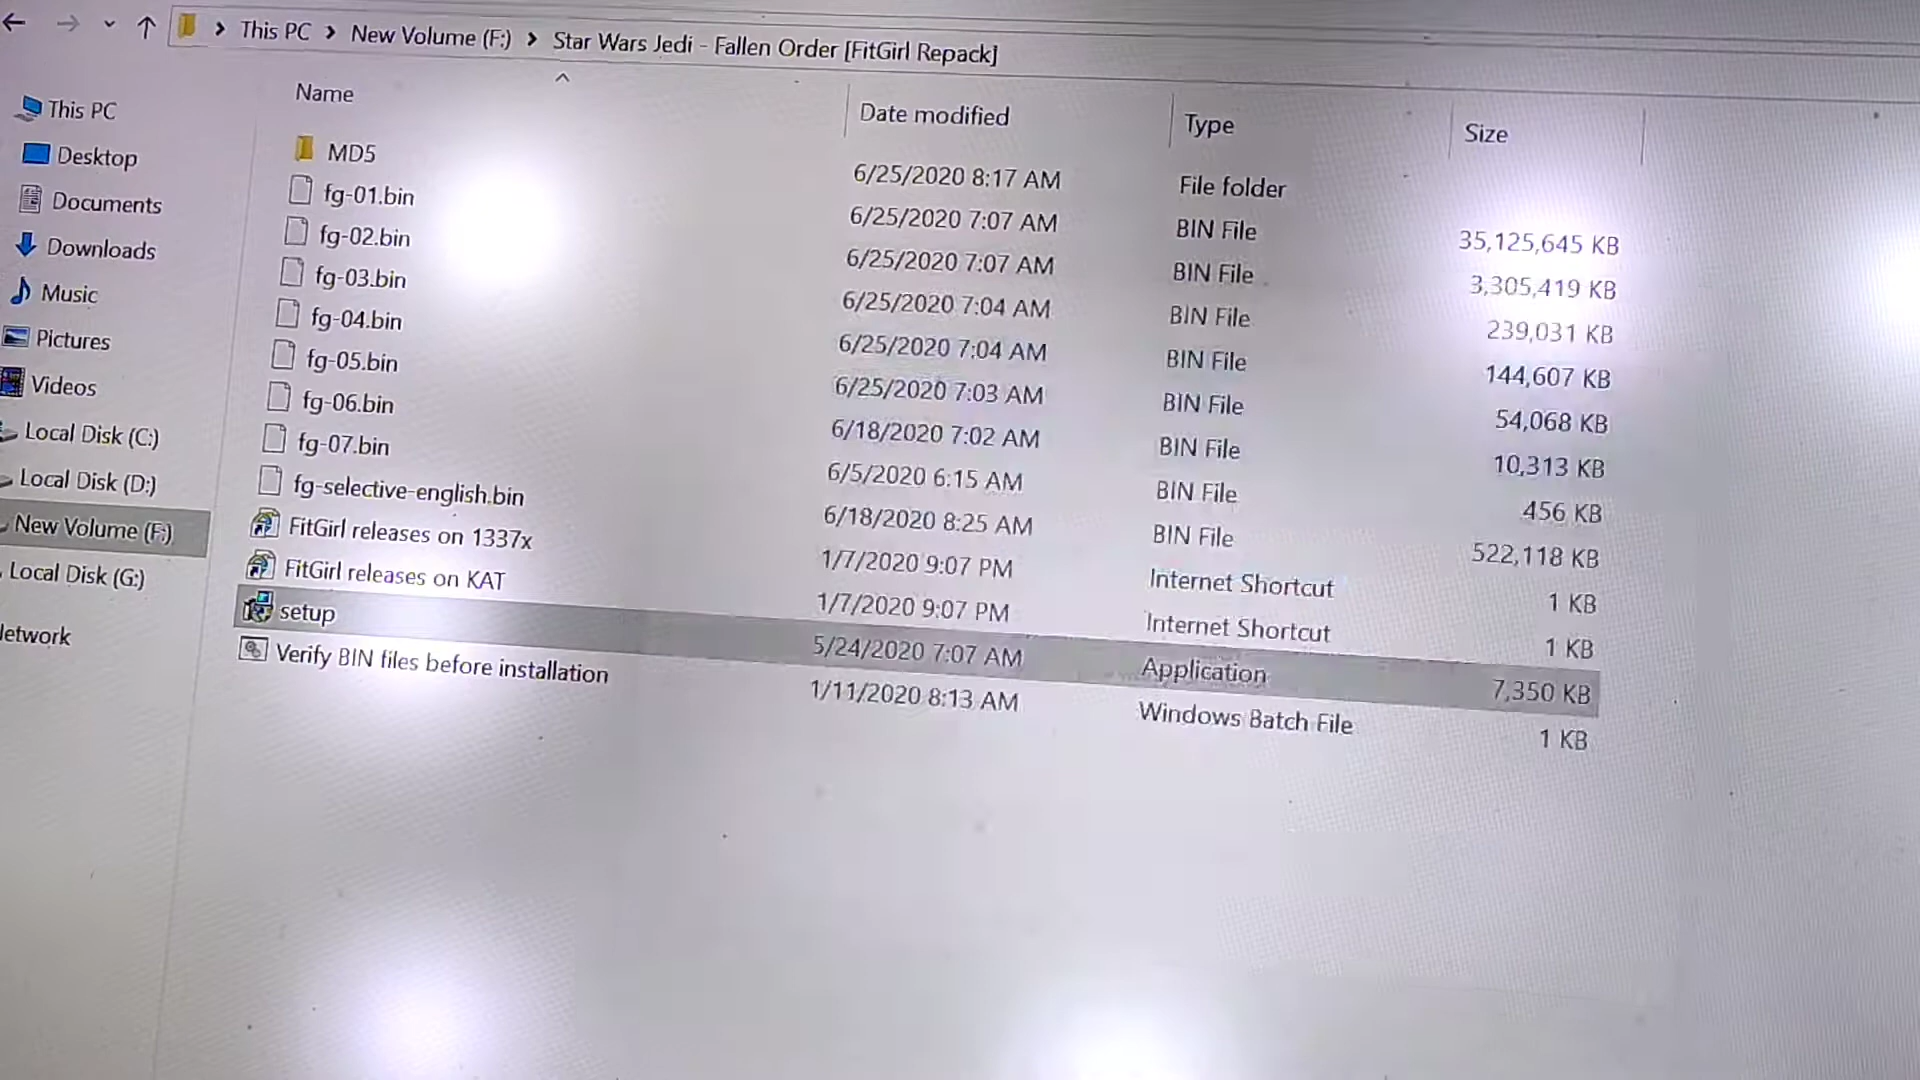 This PC > New Volume (F:) > Star Wars Jedi - Fallen Order [FitGirl Repack]
Name Date modified Type Size
MD5 6/25/2020 8:17 AM File folder
fg-01.bin 6/25/2020 7:07 AM BIN File 35,125,645 KB
fg-02.bin 6/25/2020 7:07 AM BIN File 3,305,419 KB
fg-03.bin 6/25/2020 7:04 AM BIN File 239,031 KB
fg-04.bin 6/25/2020 7:04 AM BIN File 144,607 KB
fg-05.bin 6/25/2020 7:03 AM BIN File 54,068 KB
fg-06.bin 6/18/2020 7:02 AM BIN File 10,313 KB
fg-07.bin 6/5/2020 6:15 AM BIN File 456 KB
fg-selective-english.bin 6/18/2020 8:25 AM BIN File 522,118 KB
FitGirl releases on 1337x 1/7/2020 9:07 PM Internet Shortcut 1 KB
FitGirl releases on KAT 1/7/2020 9:07 PM Internet Shortcut 1 KB
setup 5/24/2020 7:07 AM Application 7,350 KB
Verify BIN files before installation 1/11/2020 8:13 AM Windows Batch File 1 KB
This PC
Desktop
Documents
Downloads
Music
Pictures
Videos
Local Disk (C:)
Local Disk (D:)
New Volume (F:)
Local Disk (G:)
etwork